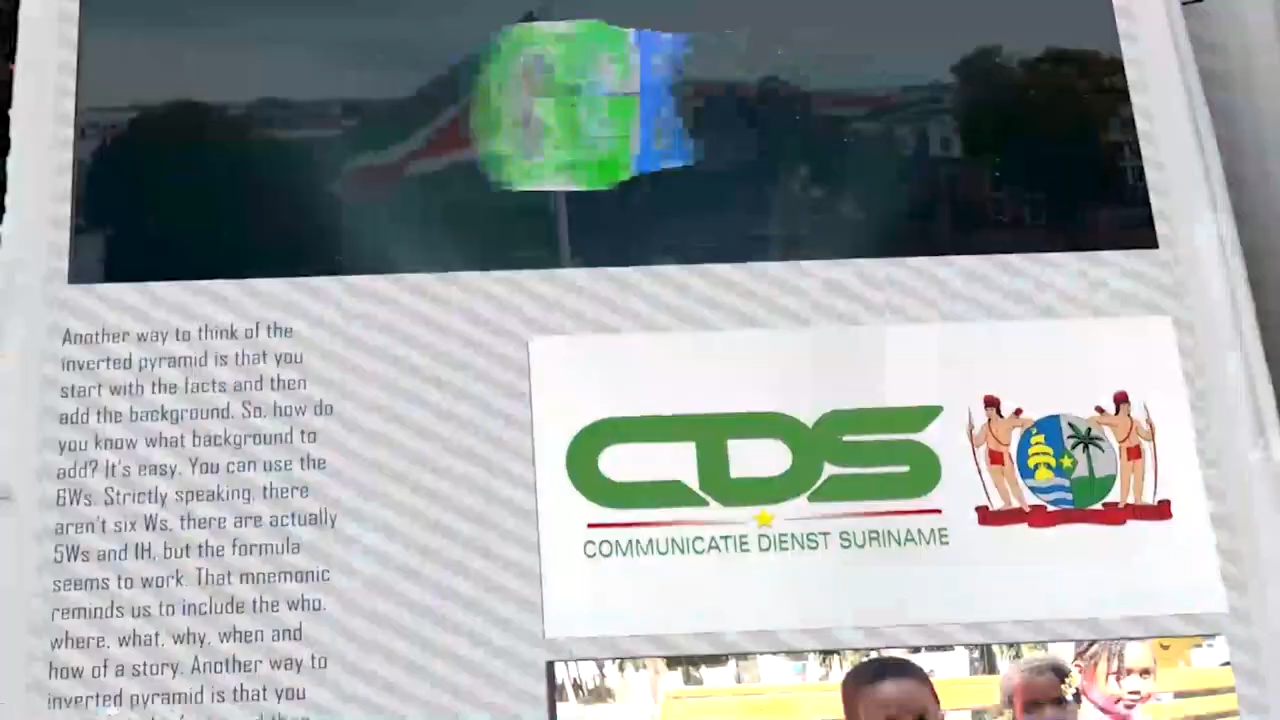 Another way to think of the
inverted pyramid is that you
start with the facts and then
add the background. So, how do
you know what background to
add? It's easy. You can use the
6Ws. Strictly speaking, there
aren't six Ws, there are actually
5Ws and 1H, but the formula
seems to work. That mnemonic
reminds us to include the who,
where, what, why, when and
how of a story. Another way to
inverted pyramid is that you
CDS
COMMUNICATIE DIENST SURINAME